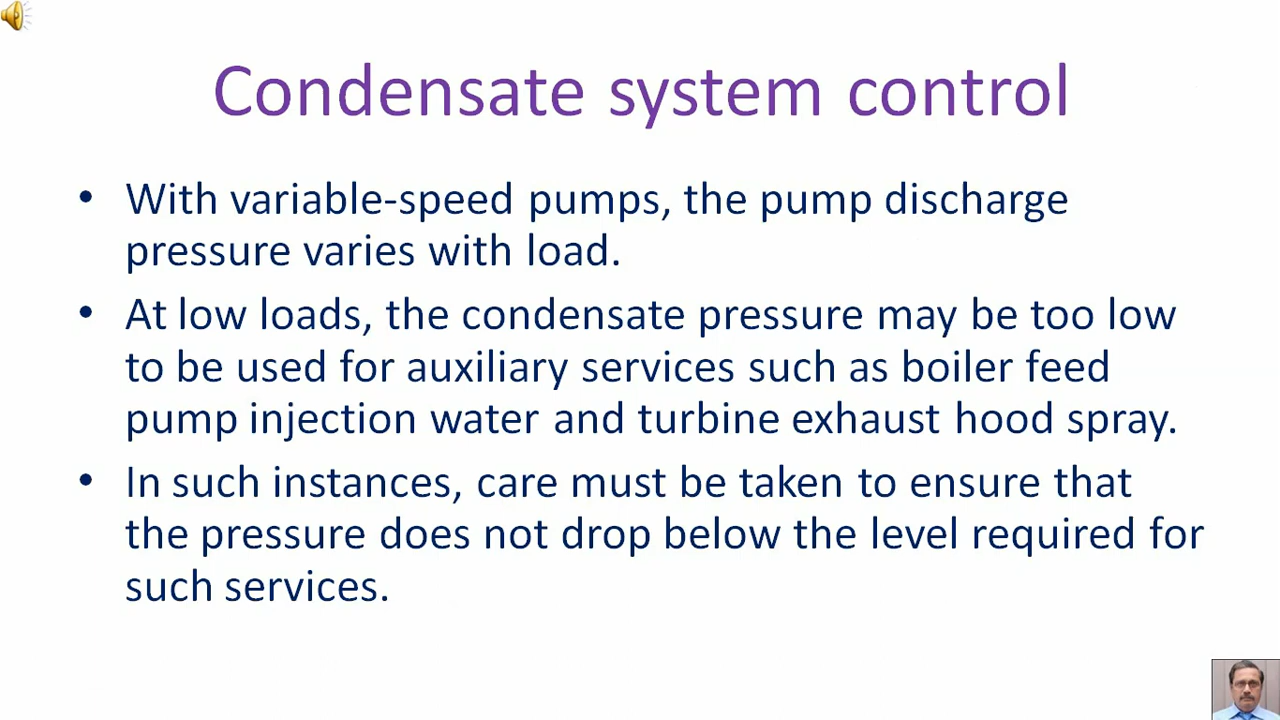 Condensate system control
• With variable-speed pumps, the pump discharge
pressure varies with load.
• At low loads, the condensate pressure may be too low
to be used for auxiliary services such as boiler feed
pump injection water and turbine exhaust hood spray.
• In such instances, care must be taken to ensure that
the pressure does not drop below the level required for
such services.